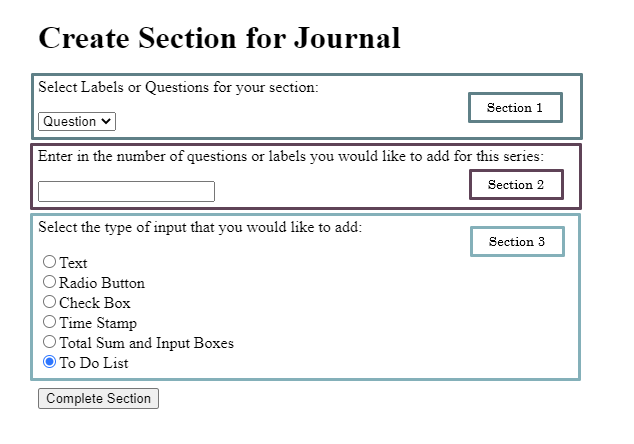 Create Section for Journal
Select Labels or Questions for your section:
Section 1
Question
Enter in the number of questions or labels you would like to add for this series:
Section 2
Select the type of input that you would like to add:
Section 3
Text
Radio Button
Check Box
Time Stamp
Total Sum and Input Boxes
To Do List
Complete Section